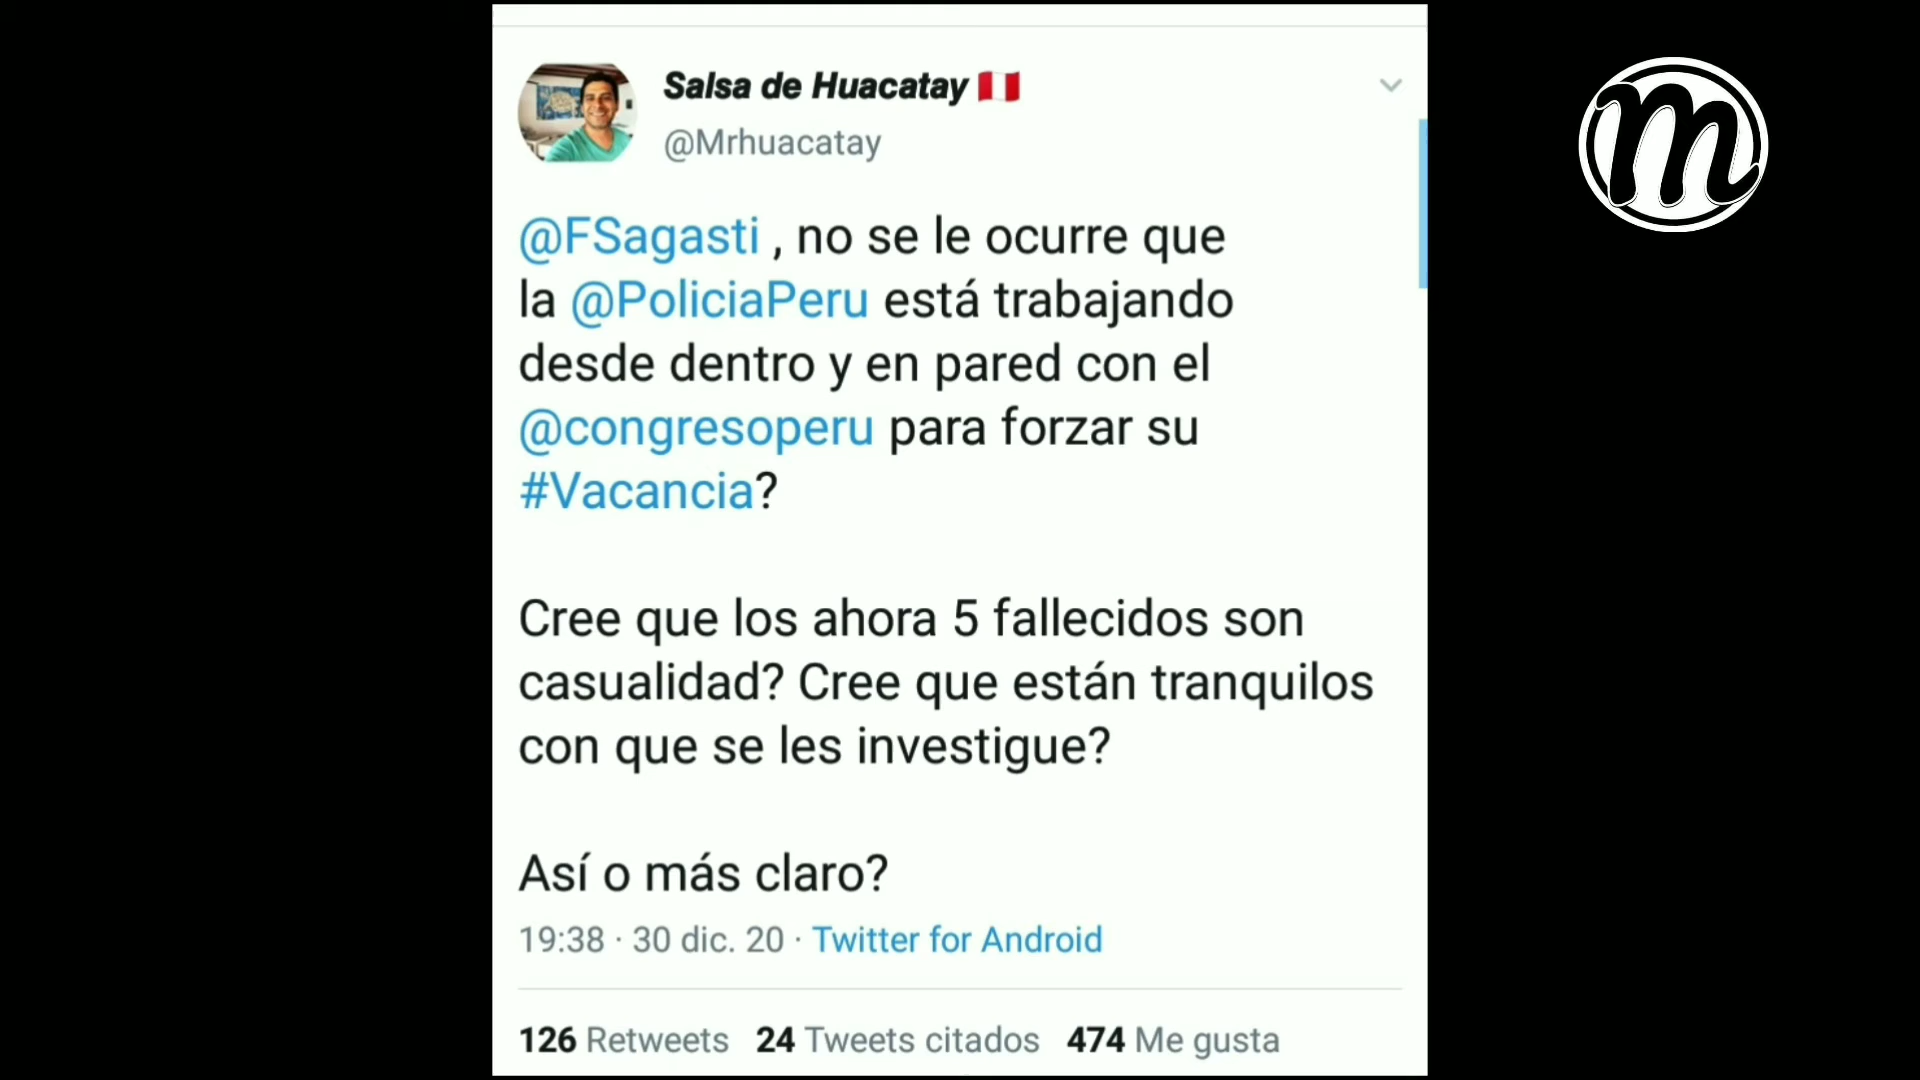 Salsa de Huacatay
@Mrhuacatay
@FSagasti , no se le ocurre que
la @PoliciaPeru está trabajando
desde dentro y en pared con el
@congresoperu para forzar su
#Vacancia?
Cree que los ahora 5 fallecidos son
casualidad? Cree que están tranquilos
con que se les investigue?
Así o más claro?
19:38 · 30 dic. 20 · Twitter for Android
126 Retweets 24 Tweets citados 474 Me gusta
m